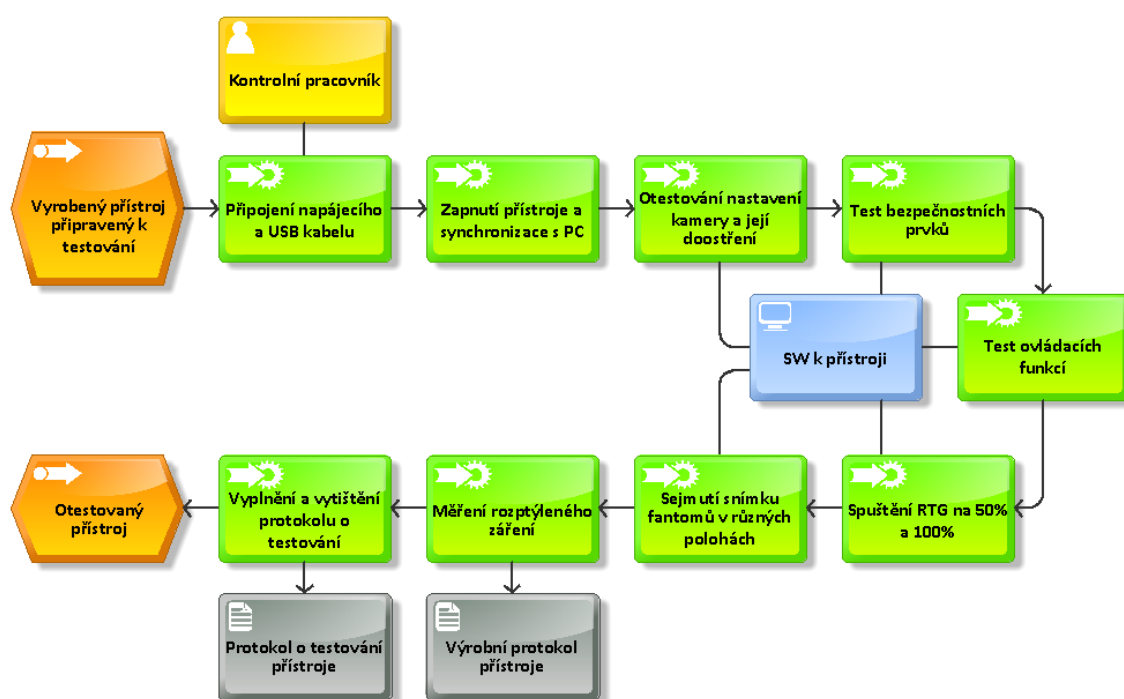 Kontrolní pracovník
Vyrobený přístroj
připravený k
testování
Připojení napájecího
a USB kabelu
Zapnutí přístroje a
synchronizace s PC
Otestování nastavení
kamery a její
doostření
Test bezpečnostních
prvků
SW k přístroji
Test ovládacích
funkcí
Otestovaný
přístroj
Vyplnění a vytištění
protokolu o
testování
Měření rozptýleného
záření
Sejmutí snímku
fantomů v různých
polohách
Spuštění RTG na 50%
a 100%
Protokol o testování
přístroje
Výrobní protokol
přístroje